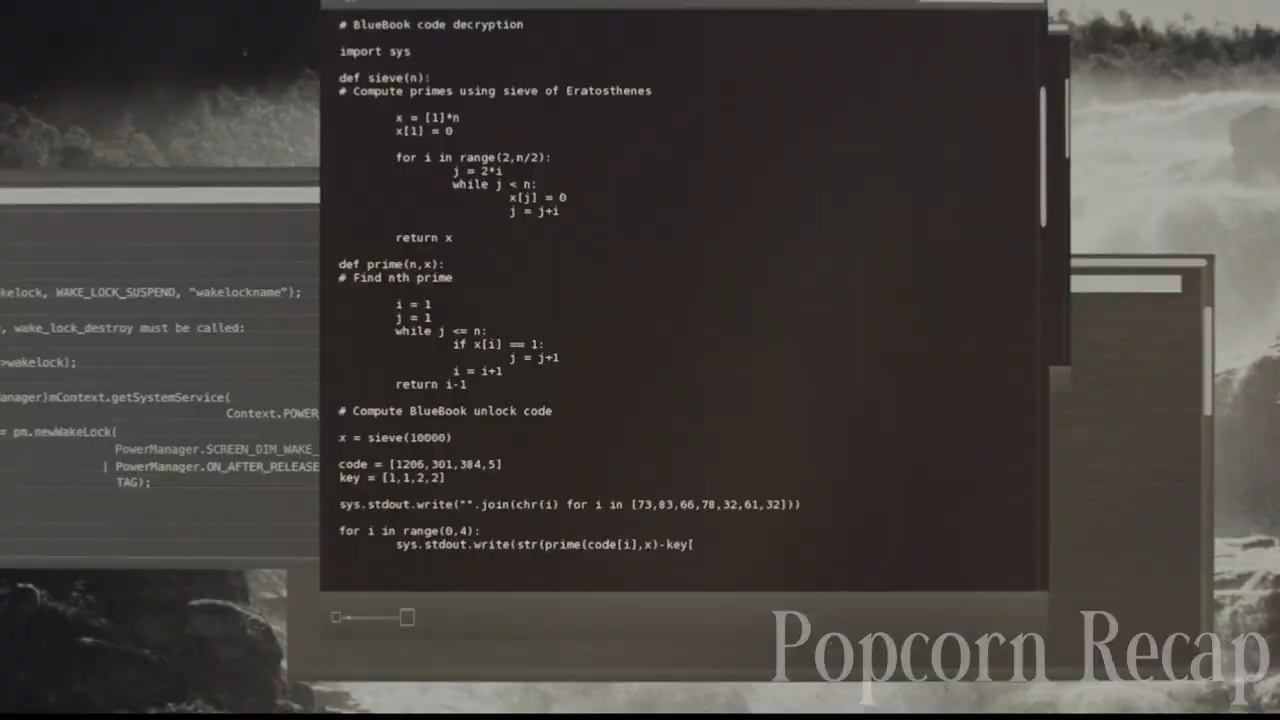 # BlueBook code decryption
import sys
def sieve(n):
# Compute primes using sieve of Eratosthenes
x = [1]*n
x[1] = 0
for i in range(2,n/2):
j = 2*i
while j < n:
x[j] = 0
j = j+i
return x
def prime(n,x):
# Find nth prime
i = 1
j = 1
while j <= n:
if x[i] == 1:
j = j+1
i = i+1
return i-1
# Compute BlueBook unlock code
x = sieve(10000)
code = [1206,301,384,5]
key = [1,1,2,2]
sys.stdout.write("".join(chr(i) for i in [73,83,66,78,32,61,32]))
for i in range(0,4):
sys.stdout.write(str(prime(code[i],x)-key[
kelock, WAKE_LOCK_SUSPEND, "wakelockname");
, wake_lock_destroy must be called:
>wakelock);
anager)mContext.getSystemService(
Context.POWER_
= pm.newWakeLock(
PowerManager.SCREEN_DIM_WAKE_
| PowerManager.ON_AFTER_RELEASE
TAG);
Popcorn Recap